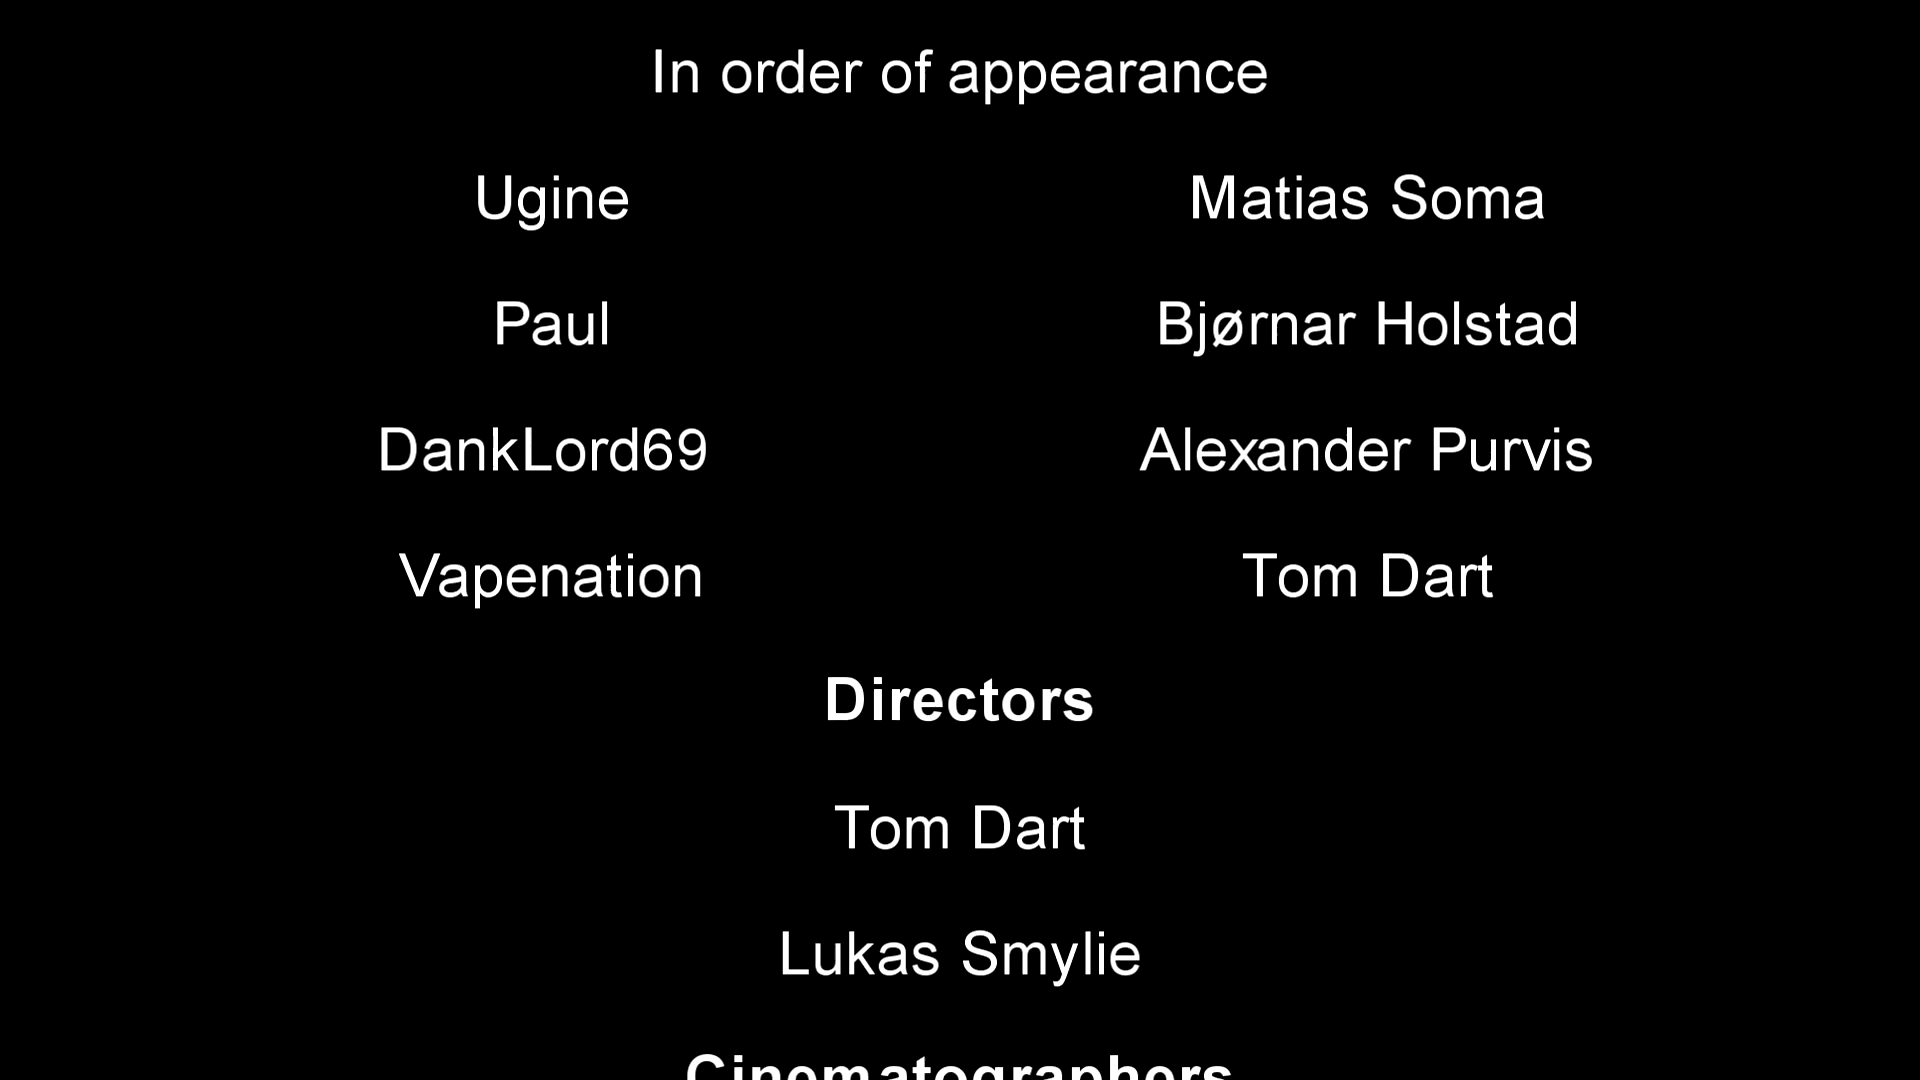 In order of appearance
Ugine Matias Soma
Paul Bjørnar Holstad
DankLord69 Alexander Purvis
Vapenation Tom Dart
Directors
Tom Dart
Lukas Smylie
Cinematographers